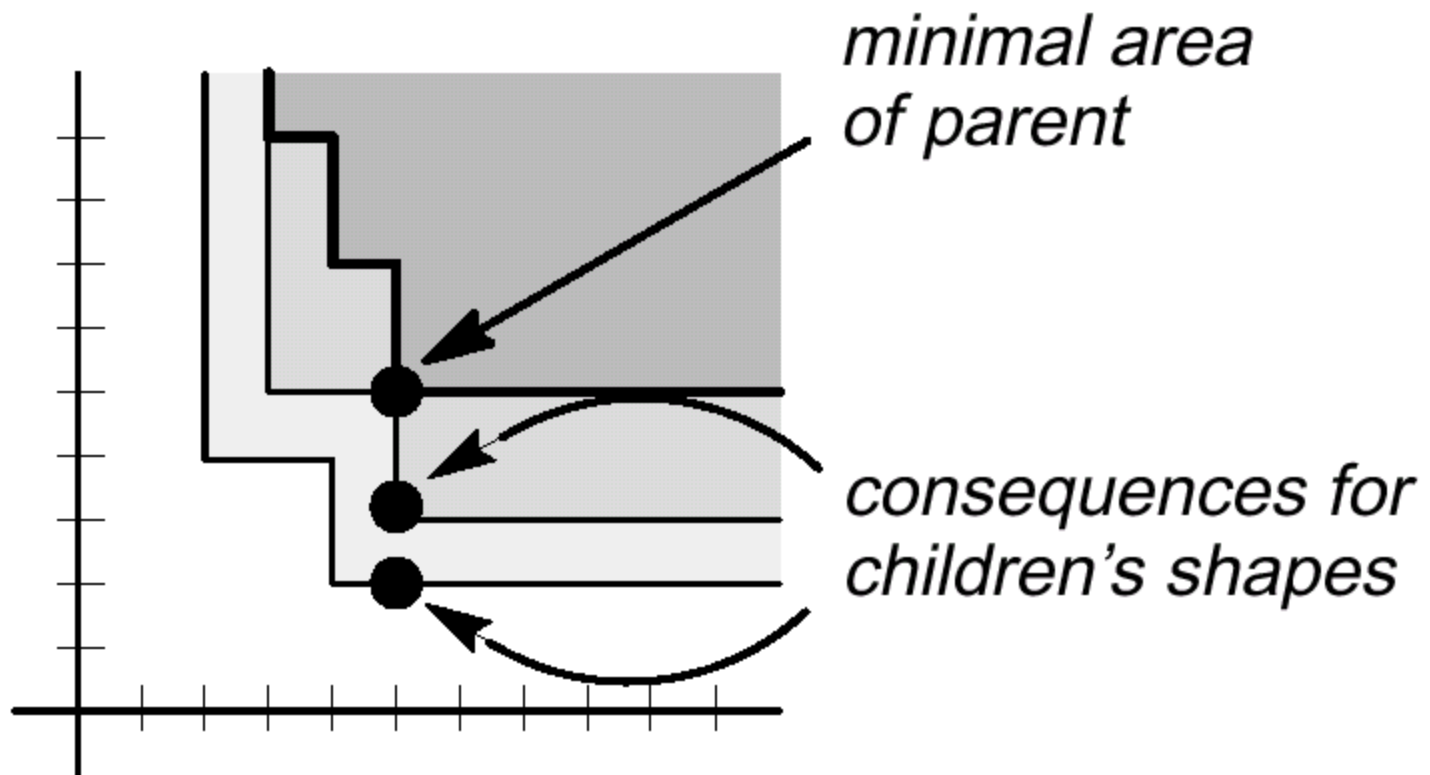 minimal area
of parent
consequences for
children’s shapes